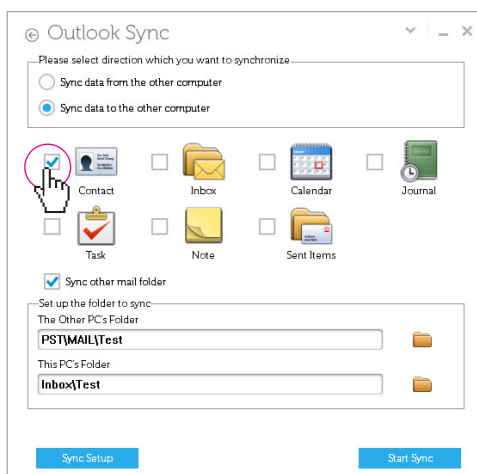 Outlook Sync
Please select direction which you want to synchronize
Sync data from the other computer
Sync data to the other computer
Contact
Inbox
Calendar
Journal
Task
Note
Sent Items
Sync other mail folder
Set up the folder to sync
The Other PC's Folder
PST\MAIL\Test
This PC's Folder
Inbox\Test
Sync Setup
Start Sync